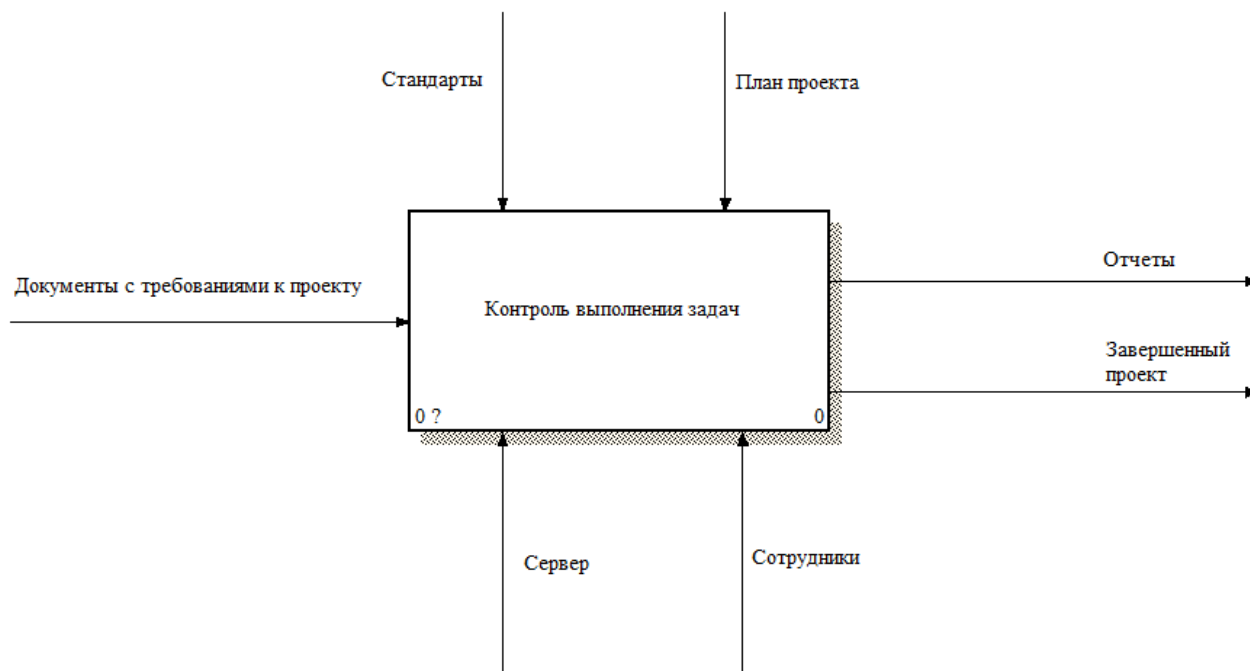 Стандарты
План проекта
Документы с требованиями к проекту
Контроль выполнения задач
Отчеты
Завершенный
проект
0 ?
0
Сервер
Сотрудники